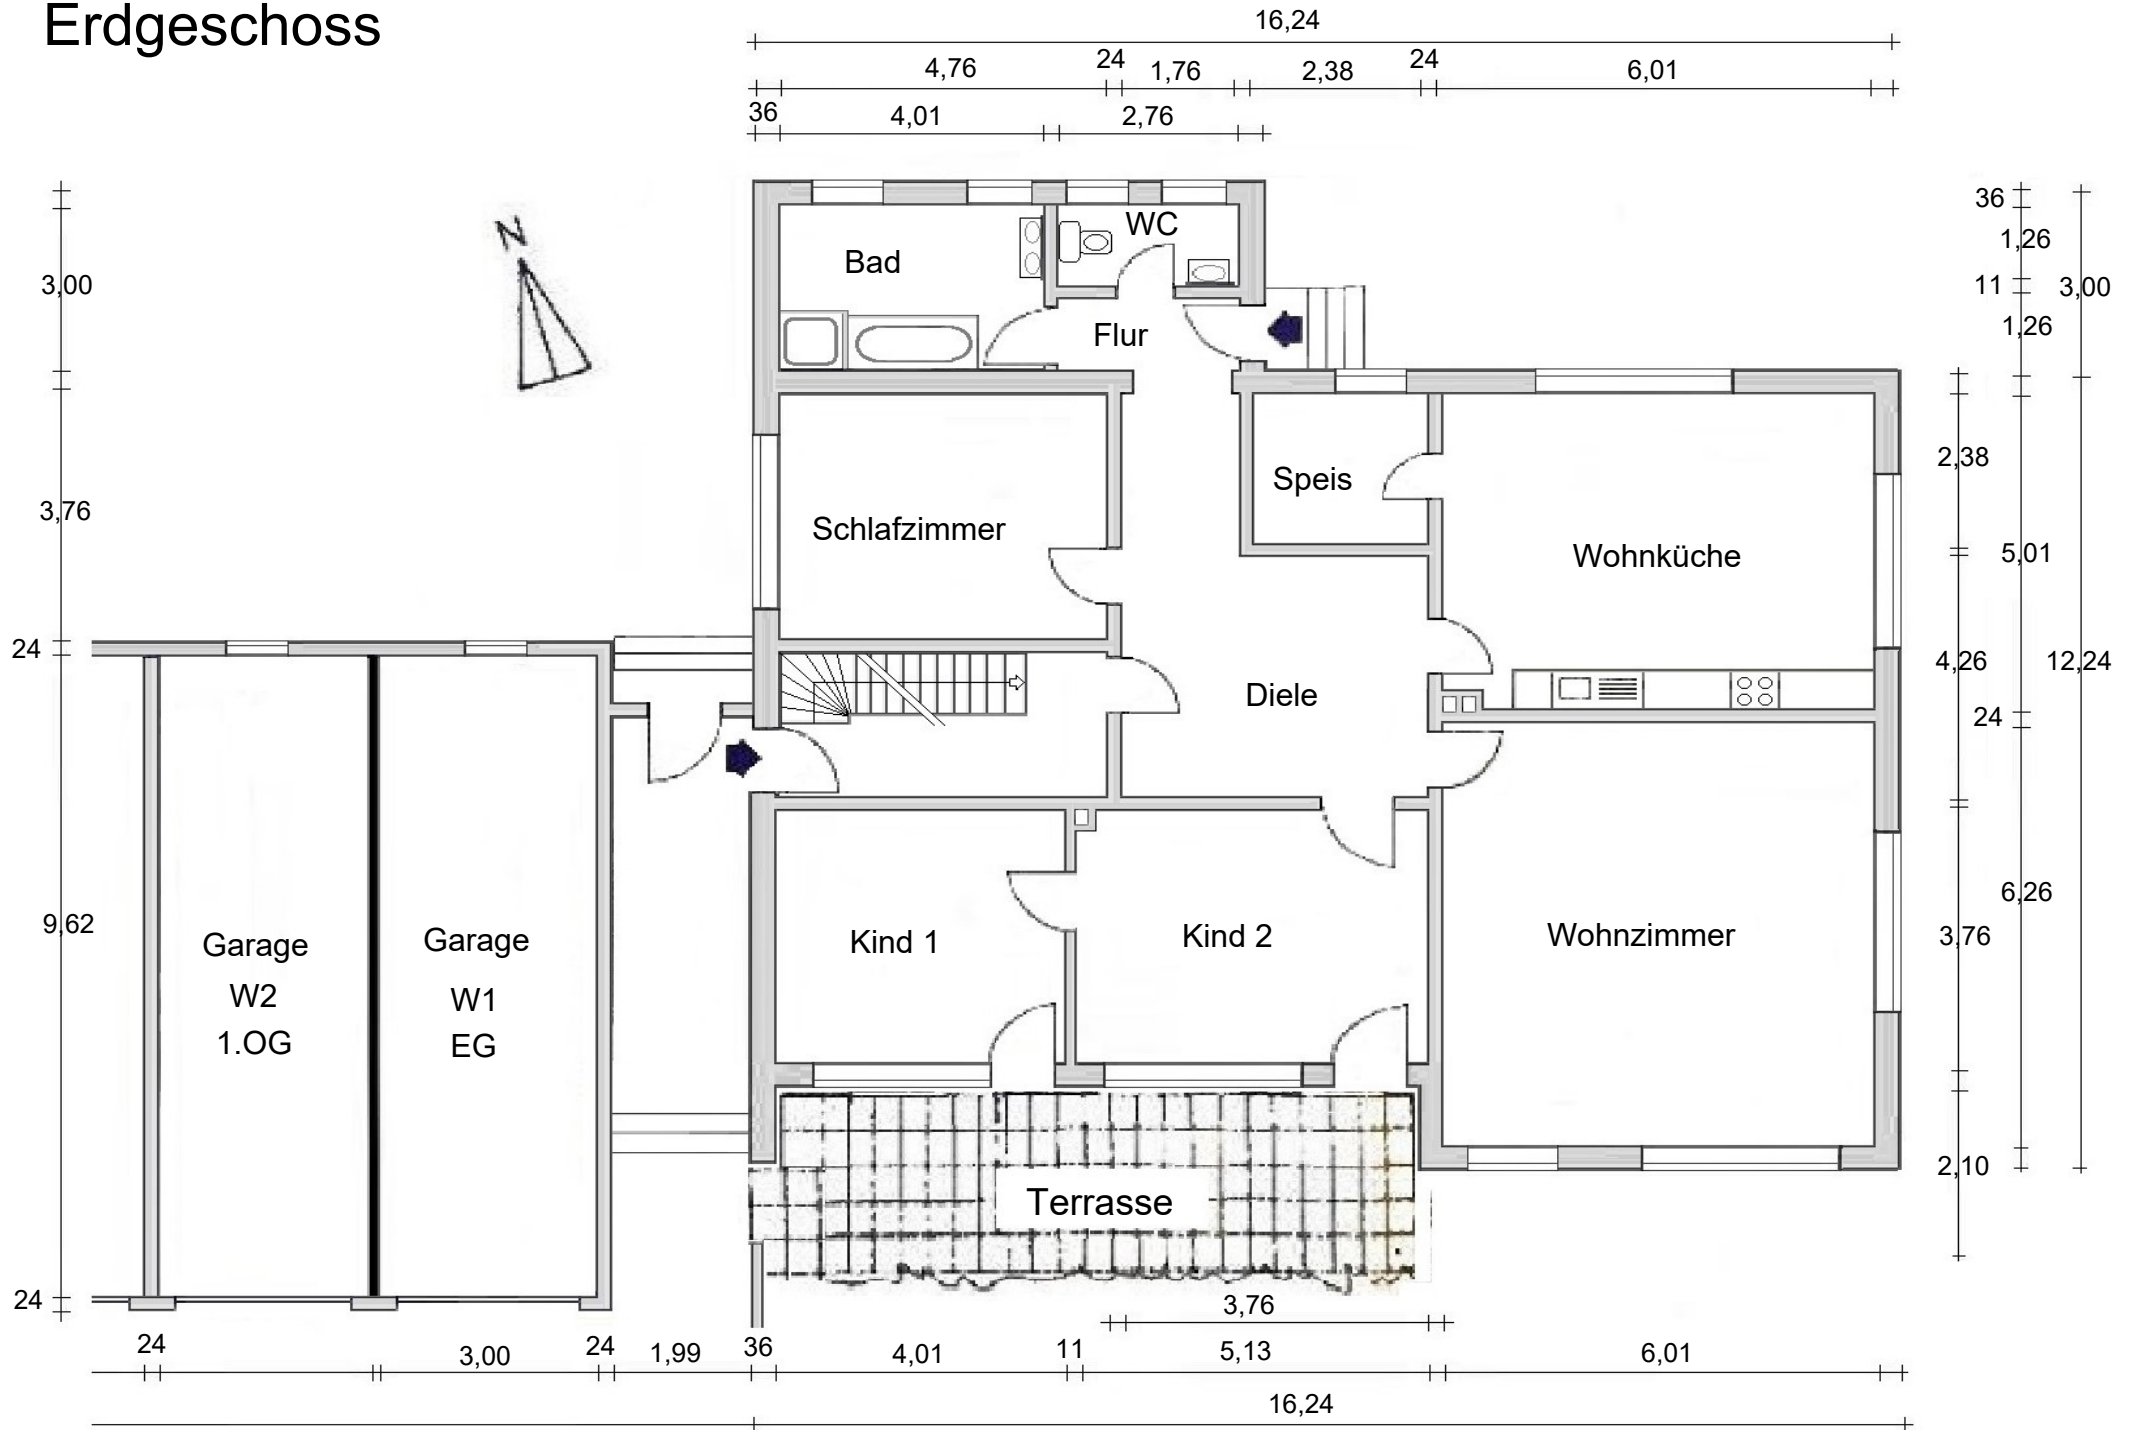 Erdgeschoss
16,24
4,76 24 1,76 2,38 24 6,01
36 4,01 2,76
N
3,00
3,76
24
9,62
24
36
1,26
11
1,26
3,00
2,38
5,01
4,26
12,24
24
6,26
3,76
2,10
Bad
WC
Flur
Speis
Schlafzimmer
Wohnküche
Diele
Garage
W2
1.OG
Garage
W1
EG
Kind 1
Kind 2
Wohnzimmer
Terrasse
3,76
24 3,00 24 1,99 36 4,01 11 5,13 6,01
16,24